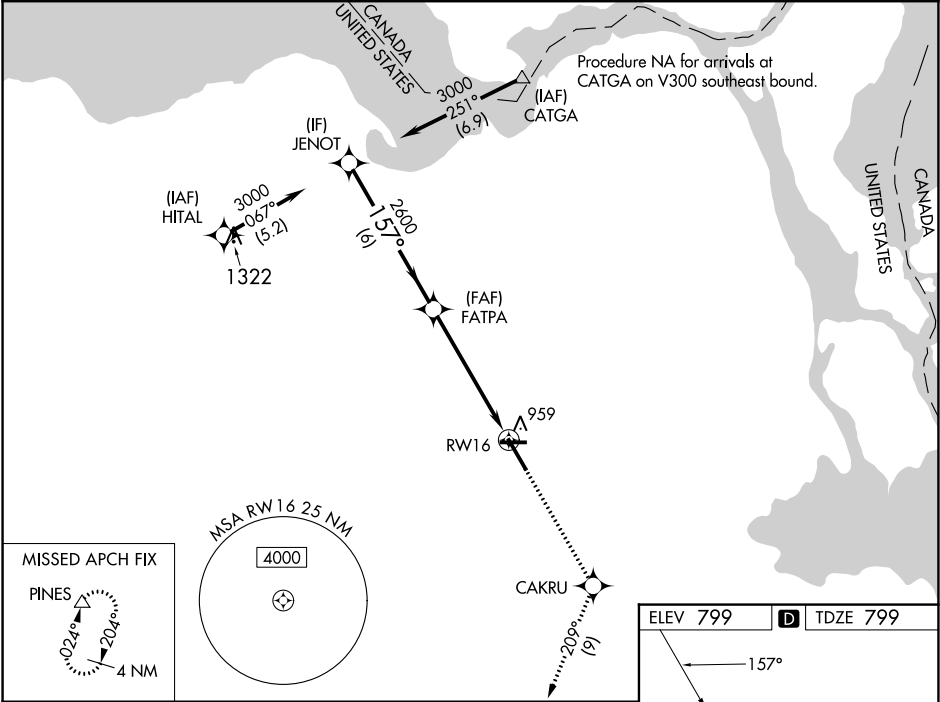 CANADA
UNITED STATES
Procedure NA for arrivals at
CATGA on V300 southeast bound.
3000
251°
(6.9)
(IAF)
CATGA
(IF)
JENOT
CANADA
UNITED STATES
(IAF)
HITAL
3000
067°
(5.2)
1322
2600
157°
(6)
(FAF)
FATPA
959
RW16
MSA RW16 25 NM
4000
MISSED APCH FIX
PINES
024°
204°
4 NM
CAKRU
209°
(9)
ELEV 799
D
TDZE 799
157°